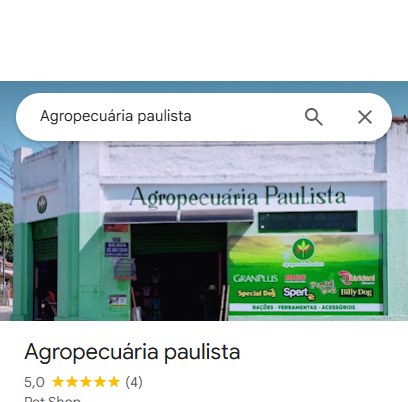 Agropecuária paulista
Agropecuária Paulista
GRANPLUS
Special Dog
Spert
Billy Dog
RAÇÕES - FERRAMENTAS - ACESSÓRIOS
Agropecuária paulista
5,0 (4)
Pet Shop